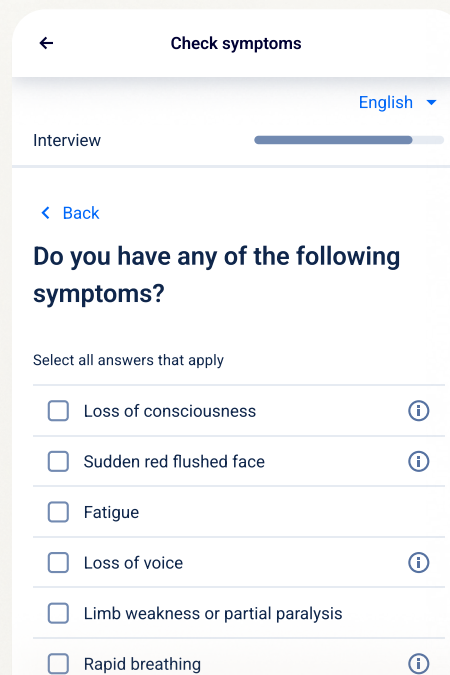 Check symptoms
English
Interview
Back
Do you have any of the following
symptoms?
Select all answers that apply
Loss of consciousness
Sudden red flushed face
Fatigue
Loss of voice
Limb weakness or partial paralysis
Rapid breathing